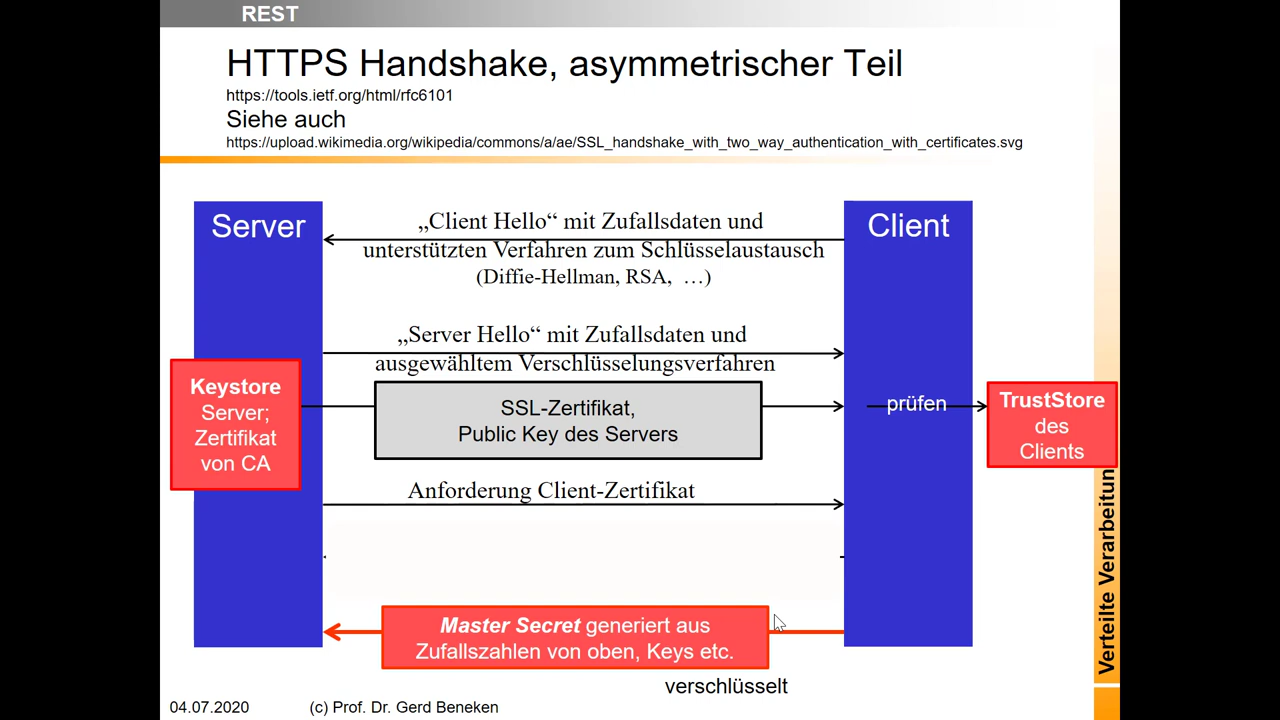 REST
HTTPS Handshake, asymmetrischer Teil
https://tools.ietf.org/html/rfc6101
Siehe auch
https://upload.wikimedia.org/wikipedia/commons/a/ae/SSL_handshake_with_two_way_authentication_with_certificates.svg
Server
Client
„Client Hello“ mit Zufallsdaten und
unterstützten Verfahren zum Schlüsselaustausch
(Diffie-Hellman, RSA, …)
„Server Hello“ mit Zufallsdaten und
ausgewähltem Verschlüsselungsverfahren
Keystore
Server;
Zertifikat
von CA
SSL-Zertifikat,
Public Key des Servers
prüfen
TrustStore
des
Clients
Anforderung Client-Zertifikat
Master Secret generiert aus
Zufallszahlen von oben, Keys etc.
verschlüsselt
Verteilte Verarbeitun
04.07.2020
(c) Prof. Dr. Gerd Beneken